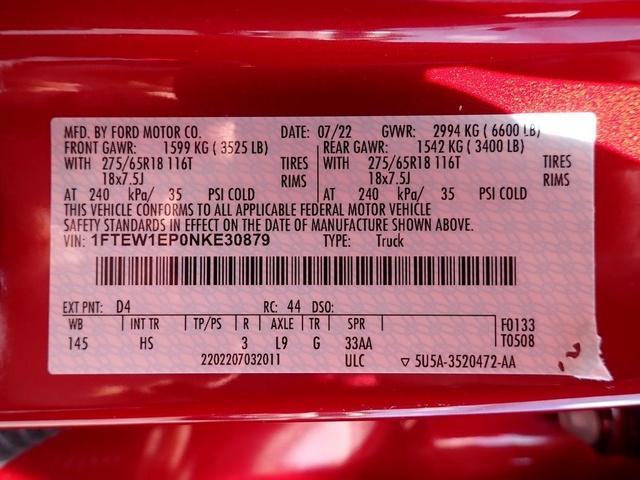 MFD. BY FORD MOTOR CO. DATE: 07/22 GVWR: 2994 KG ( 6600 LB)
FRONT GAWR: 1599 KG ( 3525 LB) REAR GAWR: 1542 KG ( 3400 LB)
WITH 275/65R18 116T TIRES WITH 275/65R18 116T TIRES
18x7.5J RIMS 18x7.5J RIMS
AT 240 kPa/ 35 PSI COLD AT 240 kPa/ 35 PSI COLD
THIS VEHICLE CONFORMS TO ALL APPLICABLE FEDERAL MOTOR VEHICLE
SAFETY STANDARDS IN EFFECT ON THE DATE OF MANUFACTURE SHOWN ABOVE.
VIN: 1FTEW1EP0NKE30879 TYPE: Truck
EXT PNT: D4 RC: 44 DSO:
WB INT TR TP/PS R AXLE TR SPR F0133
145 HS 3 L9 G 33AA T0508
2202207032011 ULC ▽ 5U5A-3520472-AA